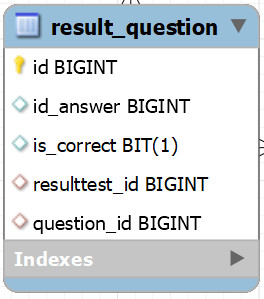 result_question
id BIGINT
id_answer BIGINT
is_correct BIT(1)
resulttest_id BIGINT
question_id BIGINT
Indexes